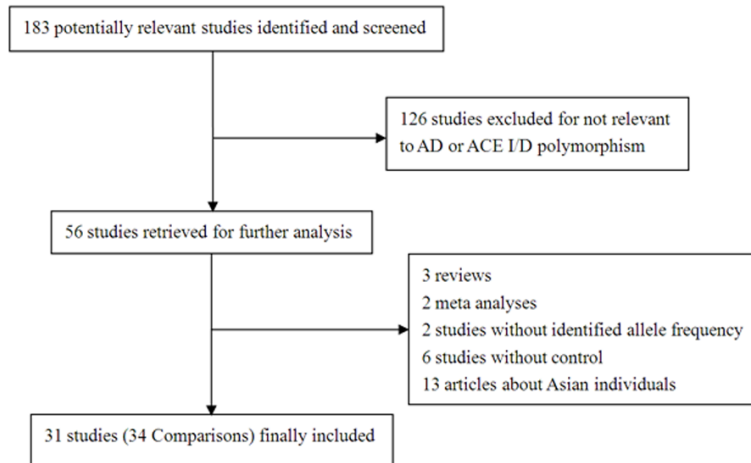 183 potentially relevant studies identified and screened
126 studies excluded for not relevant
to AD or ACE I/D polymorphism
56 studies retrieved for further analysis
3 reviews
2 meta analyses
2 studies without identified allele frequency
6 studies without control
13 articles about Asian individuals
31 studies (34 Comparisons) finally included